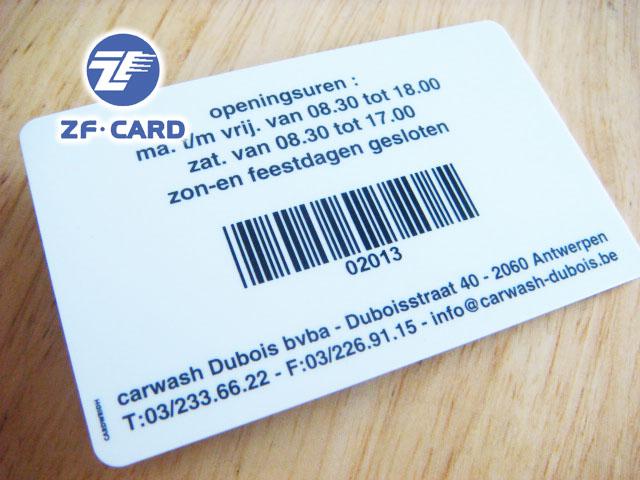 ZF
ZF·CARD
openingsuren :
ma. t/m vrij. van 08.30 tot 18.00
zat. van 08.30 tot 17.00
zon-en feestdagen gesloten
02013
carwash Dubois bvba - Duboisstraat 40 - 2060 Antwerpen
T:03/233.66.22 - F:03/226.91.15 - info@carwash-dubois.be